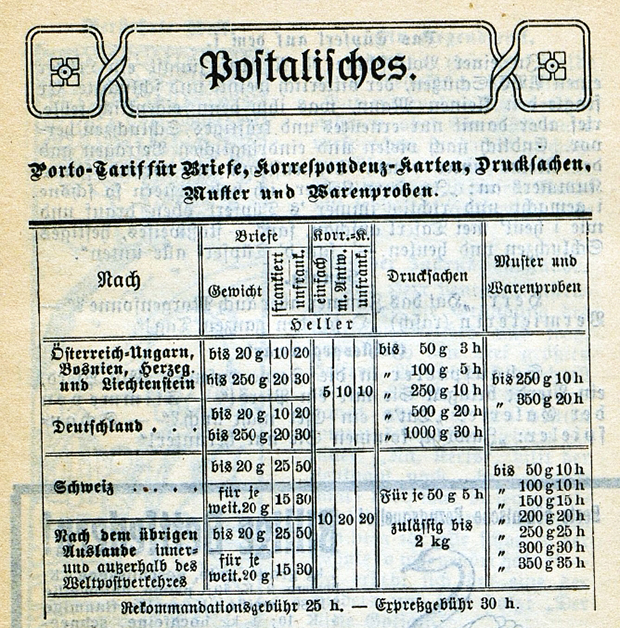 Postalisches.
Porto-Tarif für Briefe, Korrespondenz-Karten, Drucksachen,
Muster und Warenproben.
Nach
Briefe
Gewicht
frankiert
unfrank.
Korr.-K.
einfach
m. Antw.
unfrank.
Heller
Drucksachen
Muster und
Warenproben
Österreich-Ungarn,
Bosnien, Herzeg.
und Liechtenstein
bis 20 g 10 20
bis 250 g 20 30
Deutschland . . .
bis 20 g 10 20
bis 250 g 20 30
5 10 10
bis 50 g 3 h
„ 100 g 5 h
„ 250 g 10 h
„ 500 g 20 h
„ 1000 g 30 h
bis 250 g 10 h
„ 350 g 20 h
Schweiz . . . . .
bis 20 g 25 50
für je
weit. 20 g 15 30
Nach dem übrigen
Auslande inner-
und außerhalb des
Weltpostverkehres
bis 20 g 25 50
für je
weit. 20 g 15 30
10 20 20
Für je 50 g 5 h
zulässig bis
2 kg
bis 50 g 10 h
„ 100 g 10 h
„ 150 g 15 h
„ 200 g 20 h
„ 250 g 25 h
„ 300 g 30 h
„ 350 g 35 h
Rekommandationsgebühr 25 h. — Expreßgebühr 30 h.